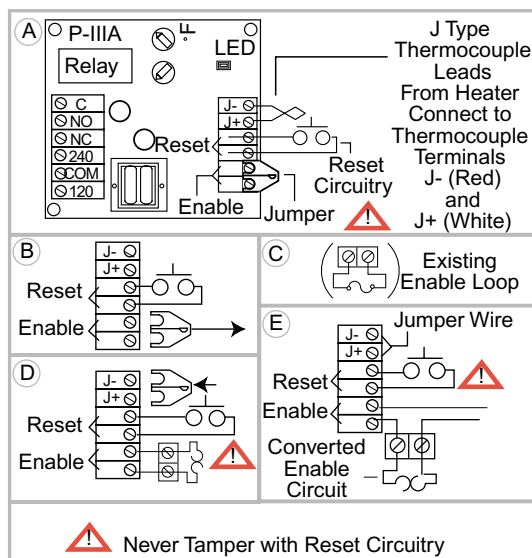 A
P-IIIA
°F
LED
Relay
C
NO
NC
240
COM
120
J-
J+
Reset
Enable
Jumper
Reset
Circuitry
!
J Type
Thermocouple
Leads
From Heater
Connect to
Thermocouple
Terminals
J- (Red)
and
J+ (White)
B
J-
J+
Reset
Enable
C
Existing
Enable Loop
D
J-
J+
Reset
Enable
!
E
Jumper Wire
J-
J+
Reset
!
Enable
Converted
Enable
Circuit
! Never Tamper with Reset Circuitry